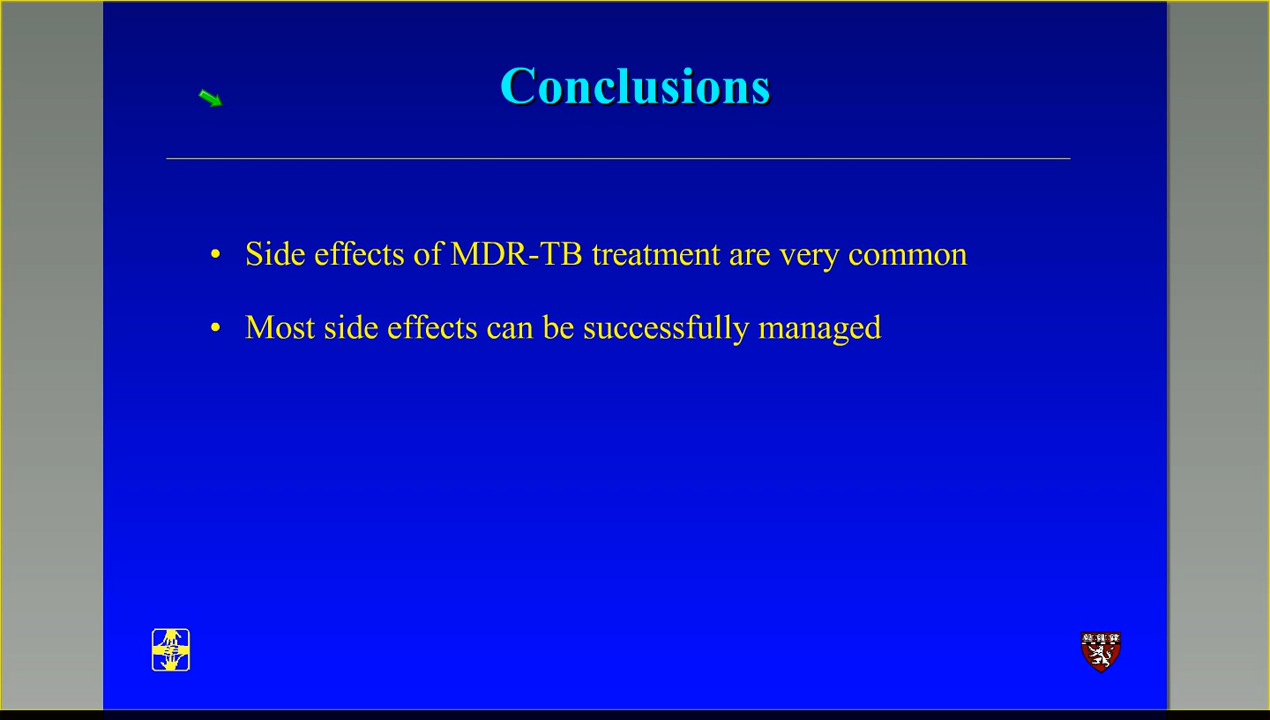 Conclusions
• Side effects of MDR-TB treatment are very common
• Most side effects can be successfully managed